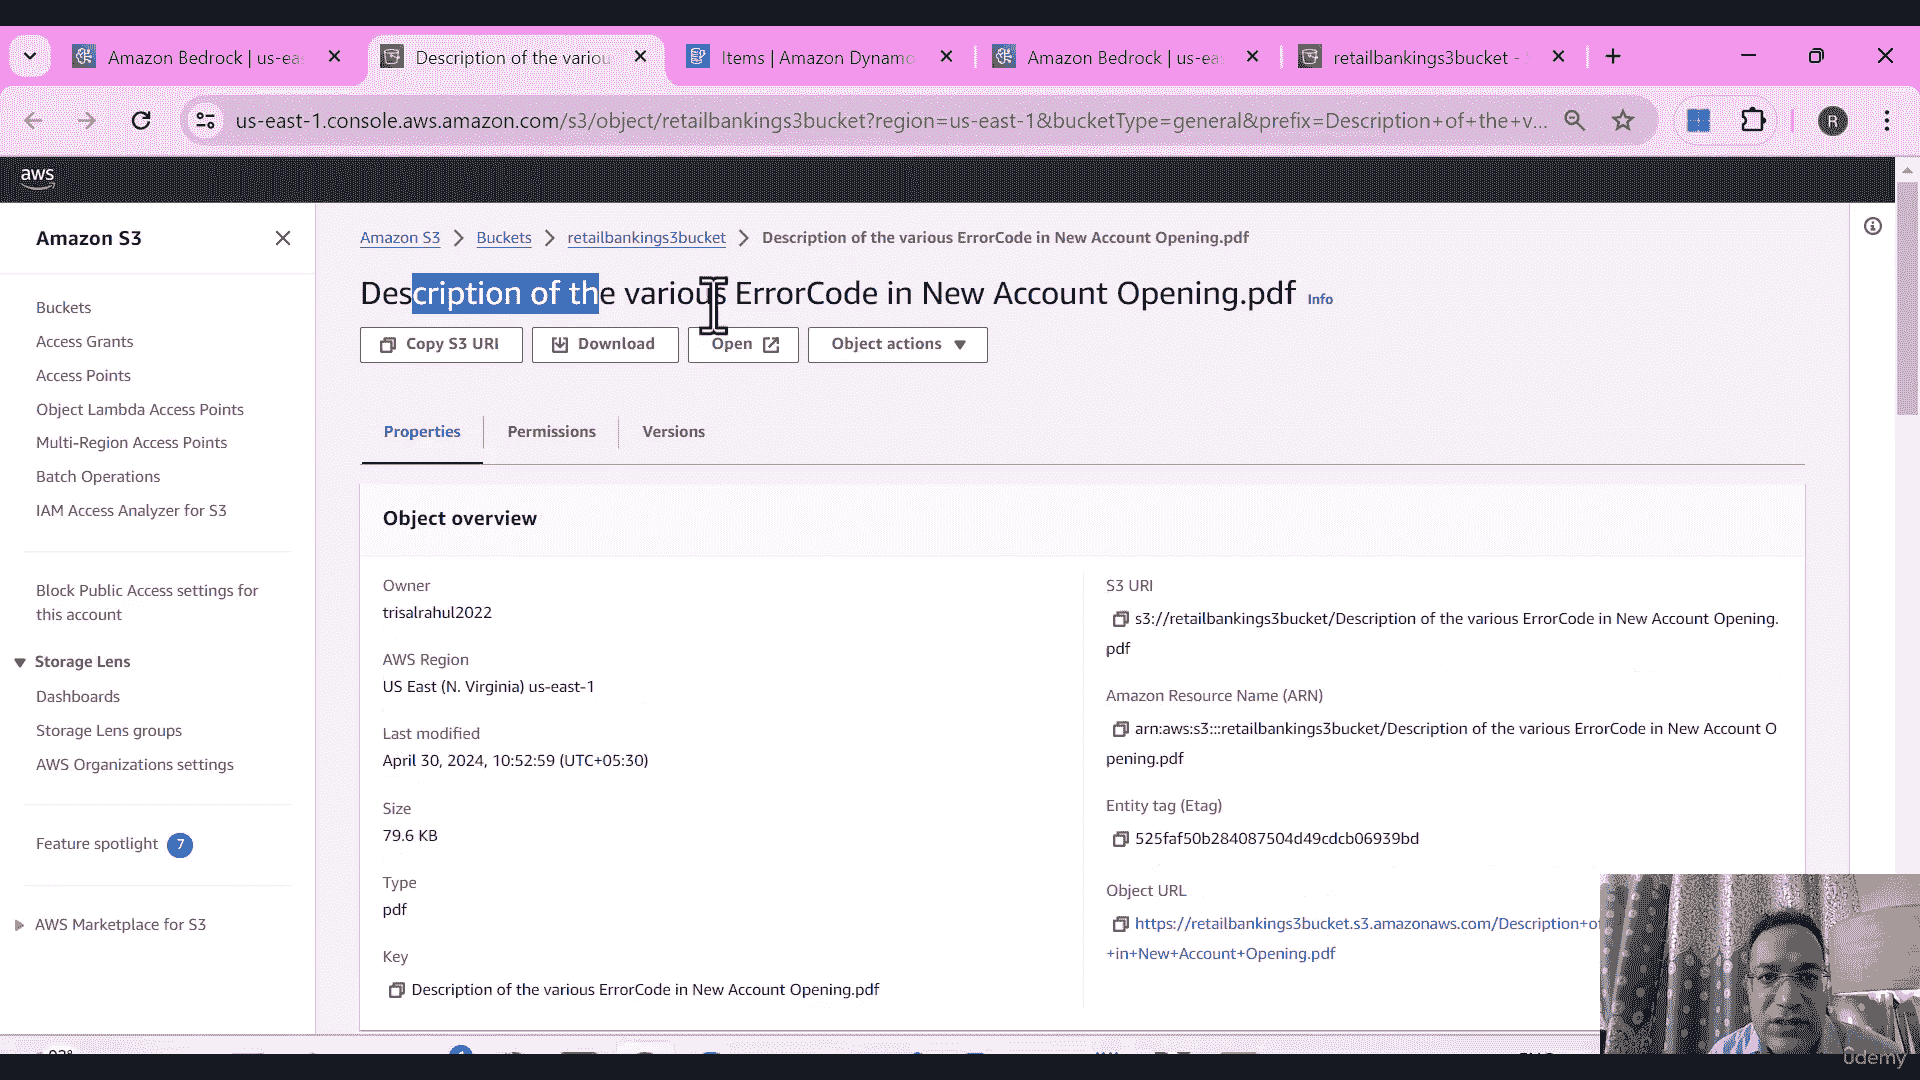 Amazon Bedrock | us-eas
Description of the variou
Items | Amazon Dynamo
Amazon Bedrock | us-ea
retailbankings3bucket -
us-east-1.console.aws.amazon.com/s3/object/retailbankings3bucket?region=us-east-1&bucketType=general&prefix=Description+of+the+v...
R
aws
Amazon S3
Buckets
Access Grants
Access Points
Object Lambda Access Points
Multi-Region Access Points
Batch Operations
IAM Access Analyzer for S3
Block Public Access settings for
this account
Storage Lens
Dashboards
Storage Lens groups
AWS Organizations settings
Feature spotlight 7
AWS Marketplace for S3
Amazon S3 > Buckets > retailbankings3bucket > Description of the various ErrorCode in New Account Opening.pdf
Description of the various ErrorCode in New Account Opening.pdf Info
Copy S3 URI Download Open Object actions
Properties Permissions Versions
Object overview
Owner
trisalrahul2022
AWS Region
US East (N. Virginia) us-east-1
Last modified
April 30, 2024, 10:52:59 (UTC+05:30)
Size
79.6 KB
Type
pdf
Key
Description of the various ErrorCode in New Account Opening.pdf
S3 URI
s3://retailbankings3bucket/Description of the various ErrorCode in New Account Opening.
pdf
Amazon Resource Name (ARN)
arn:aws:s3:::retailbankings3bucket/Description of the various ErrorCode in New Account O
pening.pdf
Entity tag (Etag)
525faf50b284087504d49cdcb06939bd
Object URL
https://retailbankings3bucket.s3.amazonaws.com/Description+o
+in+New+Account+Opening.pdf
ûdemy